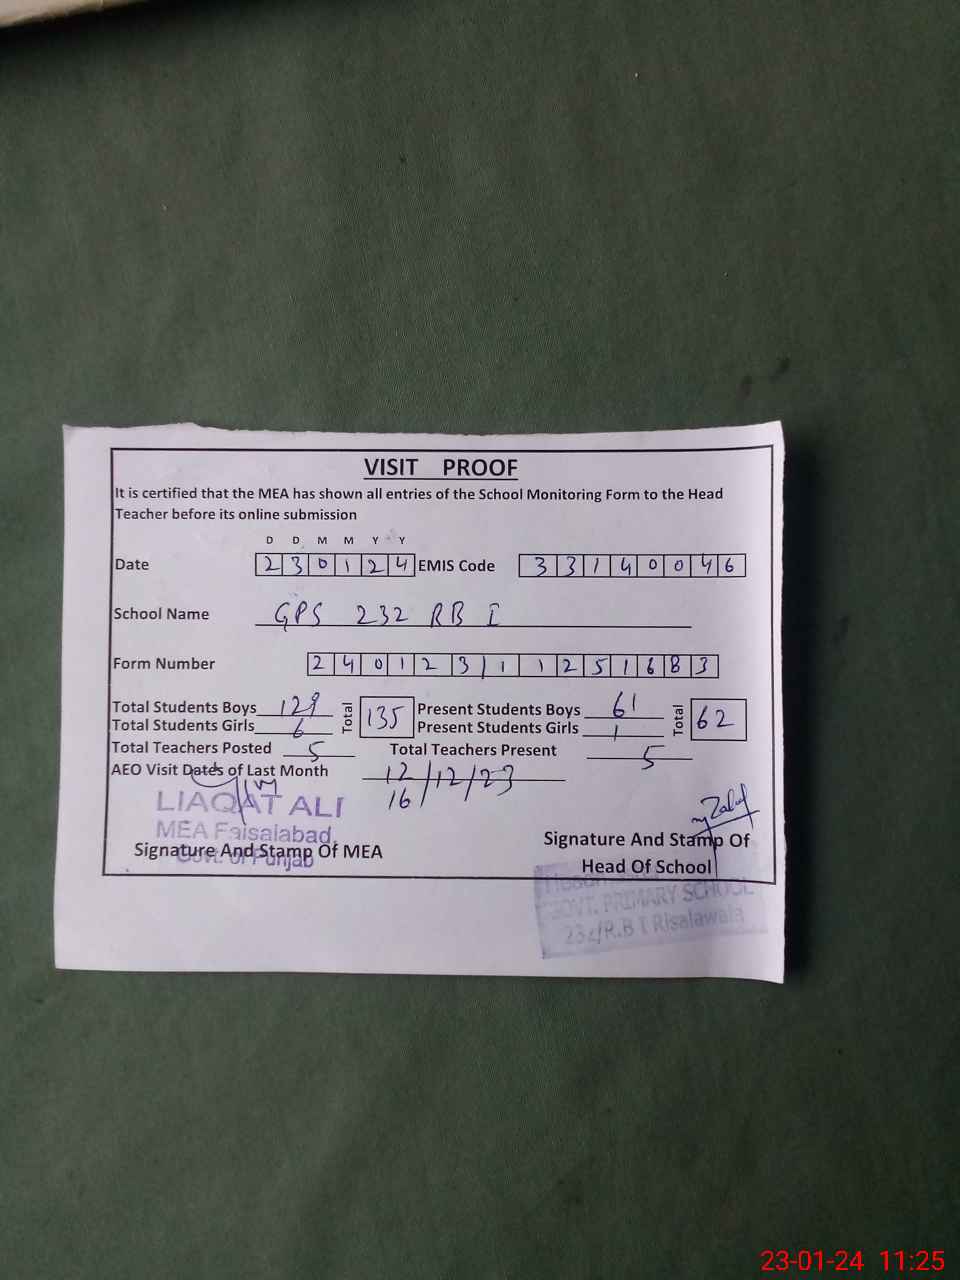 VISIT PROOF
It is certified that the MEA has shown all entries of the School Monitoring Form to the Head
Teacher before its online submission
D D M M Y Y
Date 2 3 0 1 2 4 EMIS Code 3 3 1 4 0 0 4 6
School Name GPS 232 RB I
Form Number 2 4 0 1 2 3 1 1 1 2 5 1 6 8 3
Total Students Boys 129 Total 135 Present Students Boys 61 Total 62
Total Students Girls 6 Present Students Girls 1
Total Teachers Posted 5 Total Teachers Present 5
AEO Visit Dates of Last Month 12/12/23
16
LIAQAT ALI
MEA Faisalabad,
Govt. of Punjab
Signature And Stamp Of MEA
Signature And Stamp Of
Head Of School
GOVT. PRIMARY SCHOOL
232/R.B I Risalawala
23-01-24 11:25